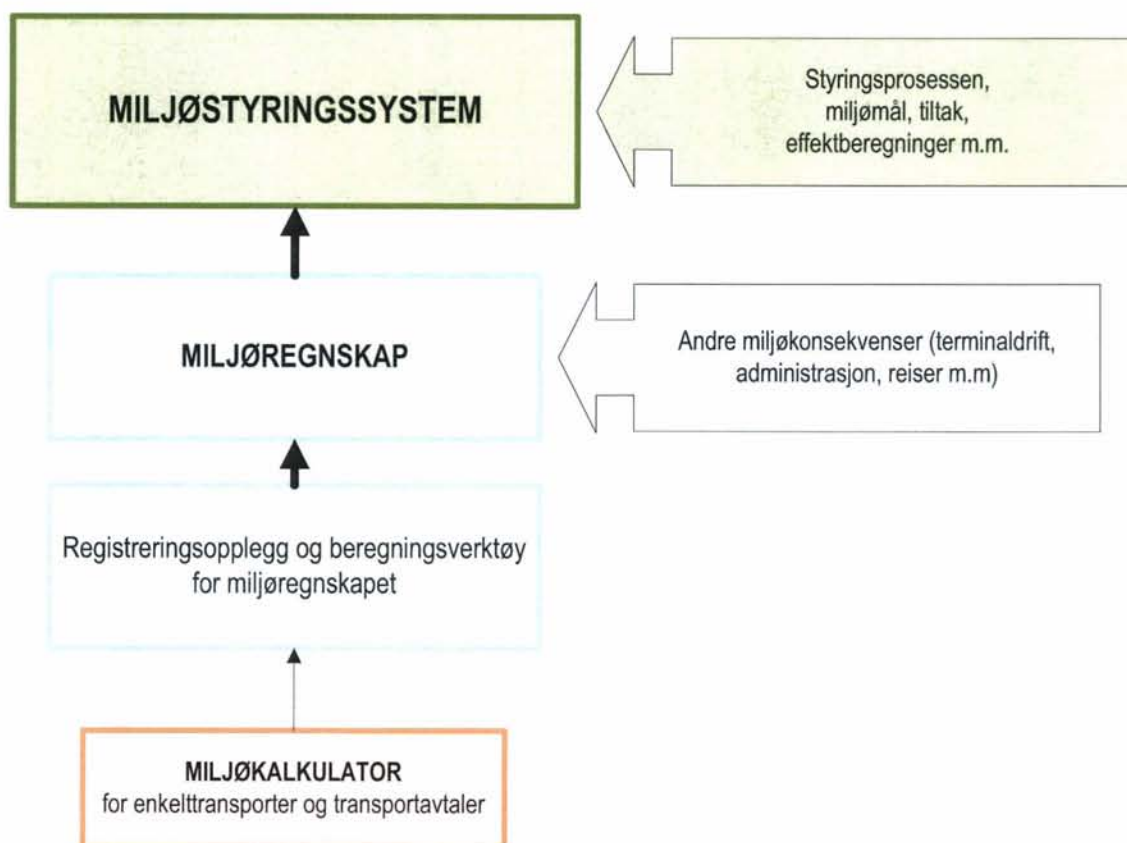 MILJØSTYRINGSSYSTEM
Styringsprosessen,
miljømål, tiltak,
effektberegninger m.m.
MILJØREGNSKAP
Andre miljøkonsekvenser (terminaldrift,
administrasjon, reiser m.m)
Registreringsopplegg og beregningsverktøy
for miljøregnskapet
MILJØKALKULATOR
for enkelttransporter og transportavtaler